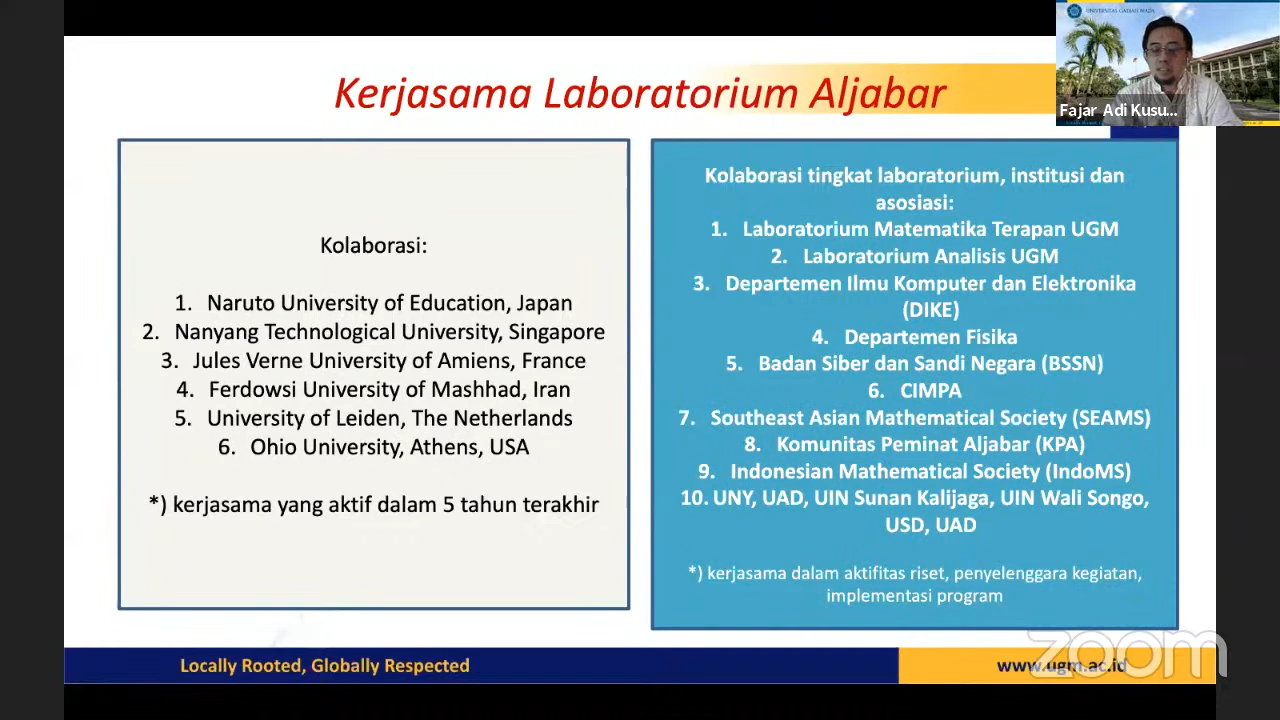 UNIVERSITAS GADJAH MADA
Kerjasama Laboratorium Aljabar
Fajar Adi Kusu...
Kolaborasi:
1. Naruto University of Education, Japan
2. Nanyang Technological University, Singapore
3. Jules Verne University of Amiens, France
4. Ferdowsi University of Mashhad, Iran
5. University of Leiden, The Netherlands
6. Ohio University, Athens, USA
*) kerjasama yang aktif dalam 5 tahun terakhir
Kolaborasi tingkat laboratorium, institusi dan
asosiasi:
1. Laboratorium Matematika Terapan UGM
2. Laboratorium Analisis UGM
3. Departemen Ilmu Komputer dan Elektronika
(DIKE)
4. Departemen Fisika
5. Badan Siber dan Sandi Negara (BSSN)
6. CIMPA
7. Southeast Asian Mathematical Society (SEAMS)
8. Komunitas Peminat Aljabar (KPA)
9. Indonesian Mathematical Society (IndoMS)
10. UNY, UAD, UIN Sunan Kalijaga, UIN Wali Songo,
USD, UAD
*) kerjasama dalam aktifitas riset, penyelenggara kegiatan,
implementasi program
Locally Rooted, Globally Respected
www.ugm.ac.id
zoom